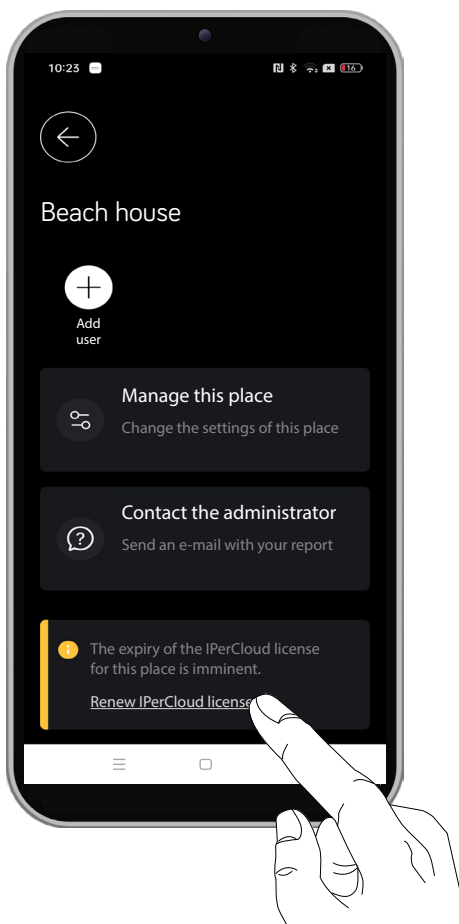 10:23
16
Beach house
Add
user
Manage this place
Change the settings of this place
Contact the administrator
Send an e-mail with your report
The expiry of the IPerCloud license
for this place is imminent.
Renew IPerCloud license